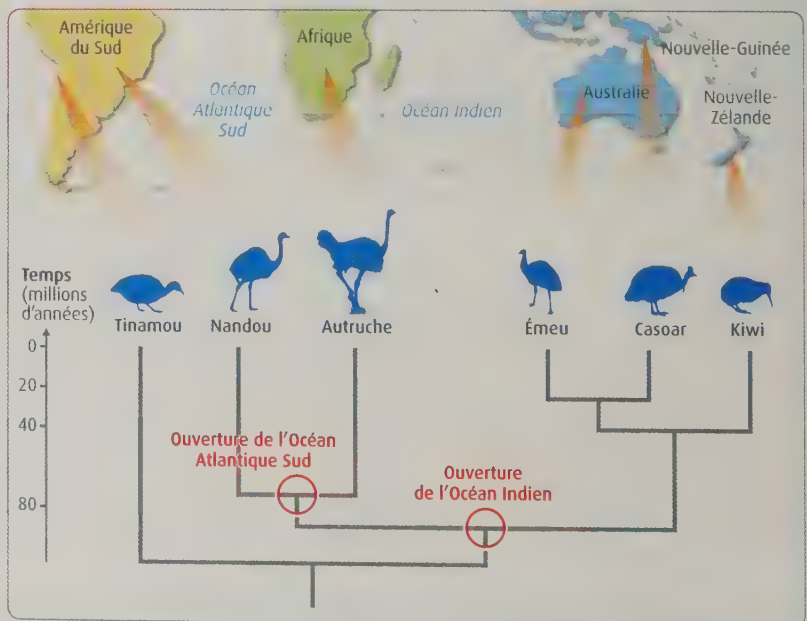 Amérique
du Sud
Afrique
Nouvelle-Guinée
Océan
Atlantique
Sud
Océan Indien
Australie
Nouvelle-
Zélande
Temps
(millions
d'années)
Tinamou
Nandou
Autruche
Émeu
Casoar
Kiwi
0
20
40
80
Ouverture de l'Océan
Atlantique Sud
Ouverture
de l'Océan Indien